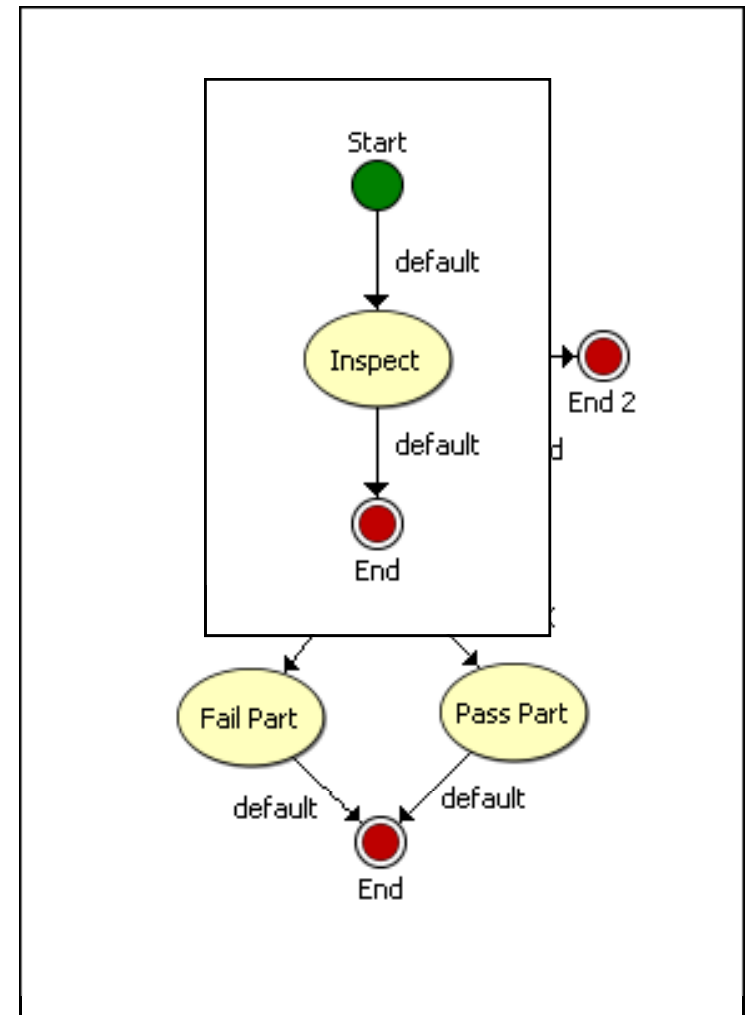 Start
default
Inspect
End 2
default
d
End
Fail Part
Pass Part
default
default
End